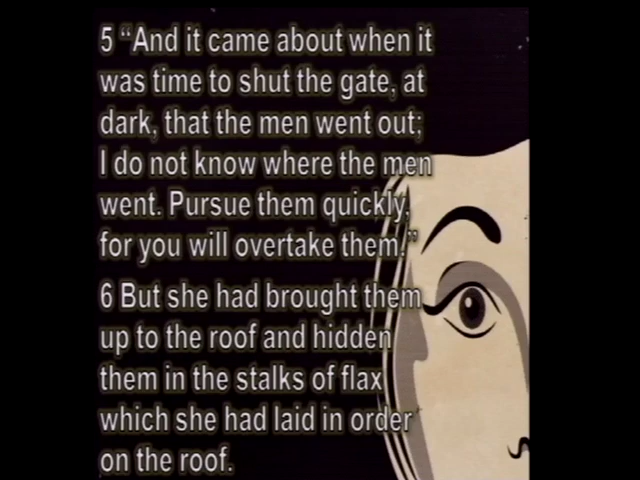 5 “And it came about when it
was time to shut the gate, at
dark, that the men went out;
I do not know where the men
went. Pursue them quickly,
for you will overtake them.”
6 But she had brought them
up to the roof and hidden
them in the stalks of flax
which she had laid in order
on the roof.